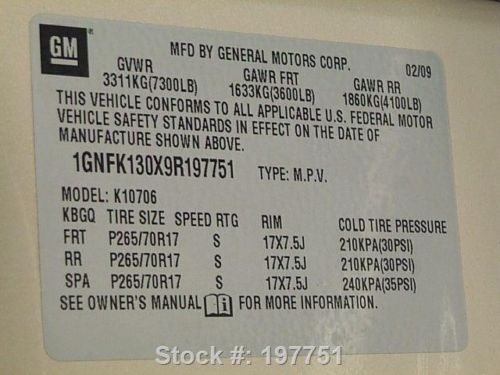 GM
MFD BY GENERAL MOTORS CORP. 02/09
GVWR GAWR FRT GAWR RR
3311KG(7300LB) 1633KG(3600LB) 1860KG(4100LB)
THIS VEHICLE CONFORMS TO ALL APPLICABLE U.S. FEDERAL MOTOR
VEHICLE SAFETY STANDARDS IN EFFECT ON THE DATE OF
MANUFACTURE SHOWN ABOVE.
1GNFK130X9R197751 TYPE: M.P.V.
MODEL: K10706
KBGQ TIRE SIZE SPEED RTG RIM COLD TIRE PRESSURE
FRT P265/70R17 S 17X7.5J 210KPA(30PSI)
RR P265/70R17 S 17X7.5J 210KPA(30PSI)
SPA P265/70R17 S 17X7.5J 240KPA(35PSI)
SEE OWNER'S MANUAL FOR MORE INFORMATION.
Stock #: 197751